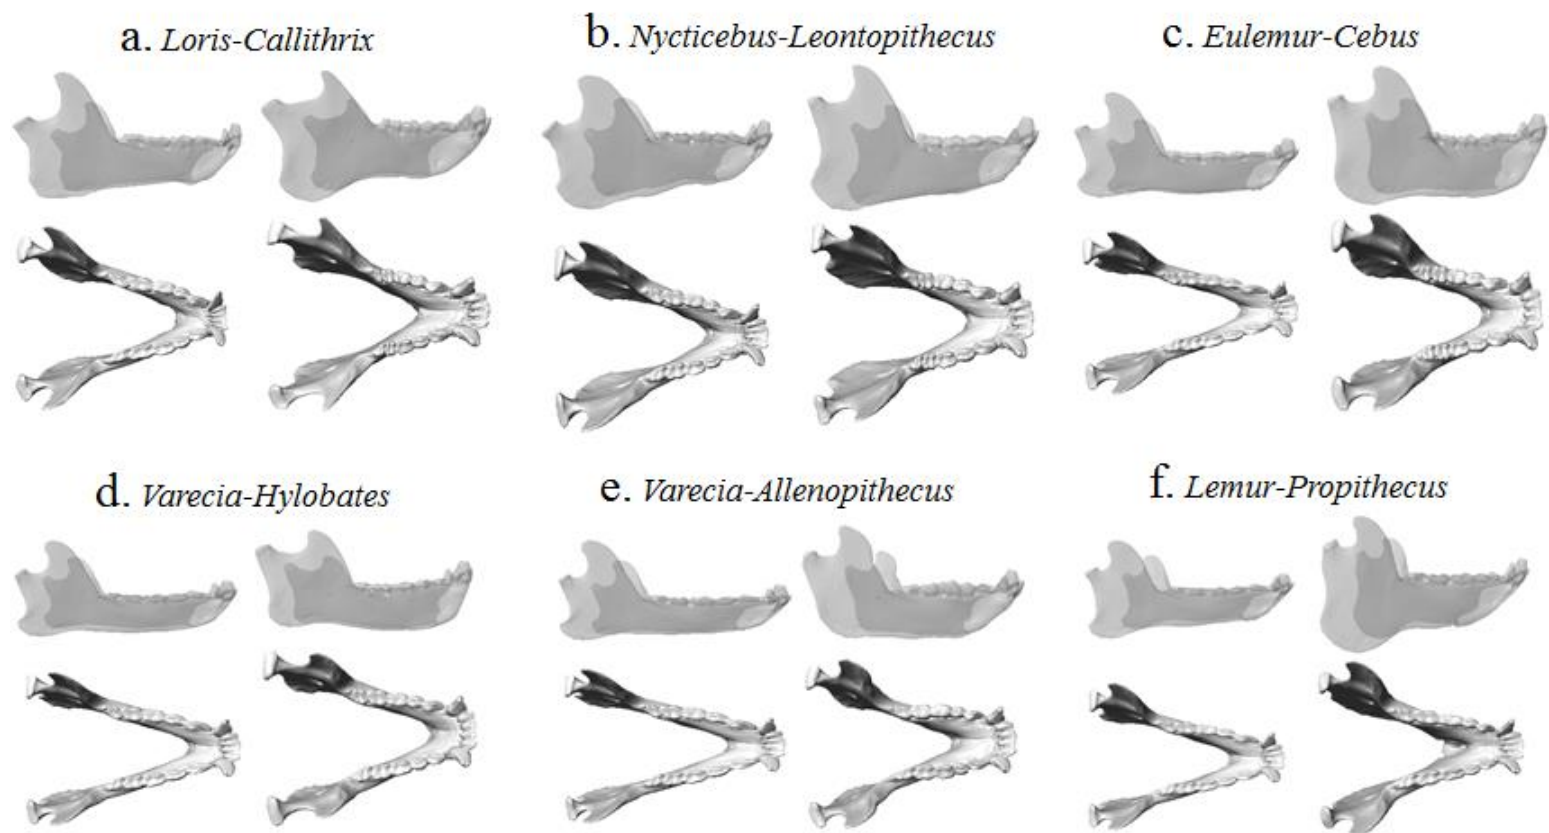 a. Loris-Callithrix
b. Nycticebus-Leontopithecus
c. Eulemur-Cebus
d. Varecia-Hylobates
e. Varecia-Allenopithecus
f. Lemur-Propithecus